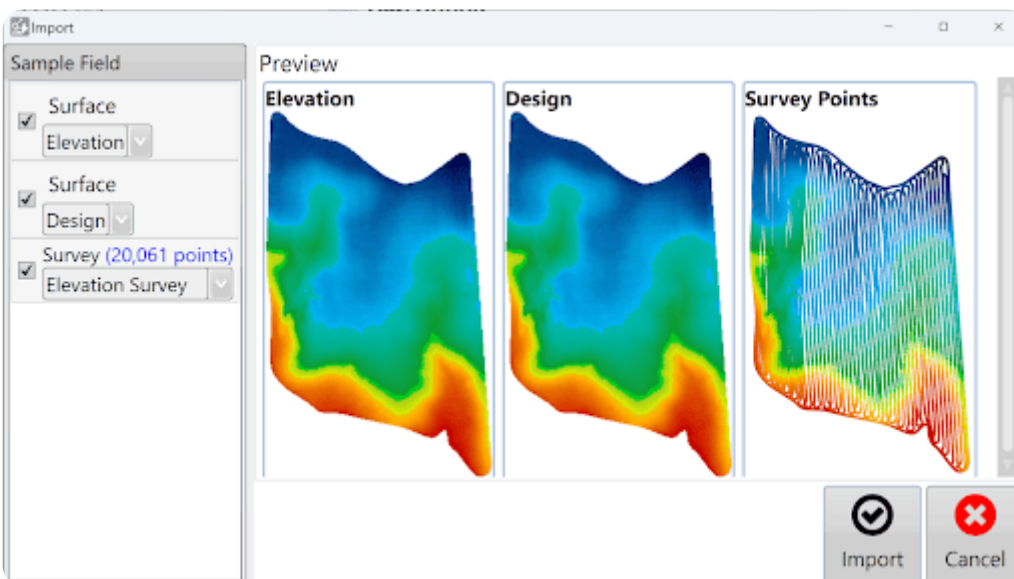 Import
Sample Field
Surface
Elevation
Surface
Design
Survey (20,061 points)
Elevation Survey
Preview
Elevation
Design
Survey Points
Import
Cancel